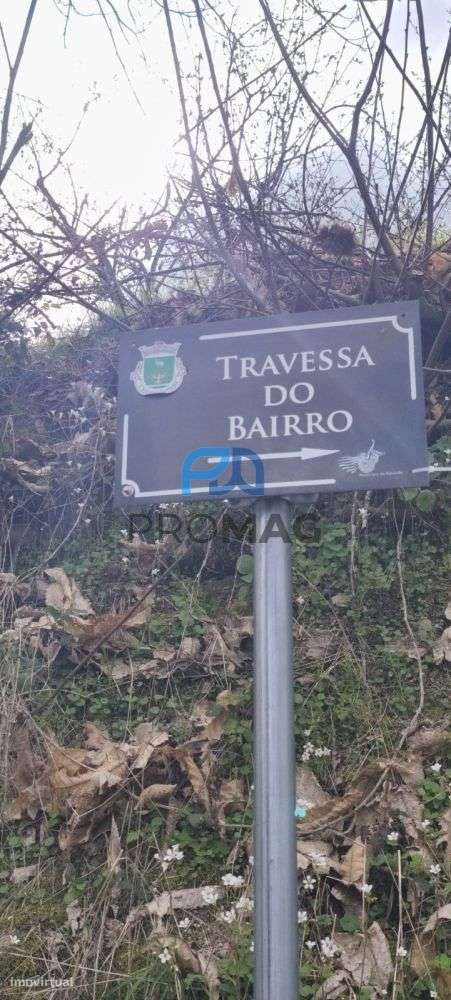 TRAVESSA
DO
BAIRRO
PROMAG
imovirtual